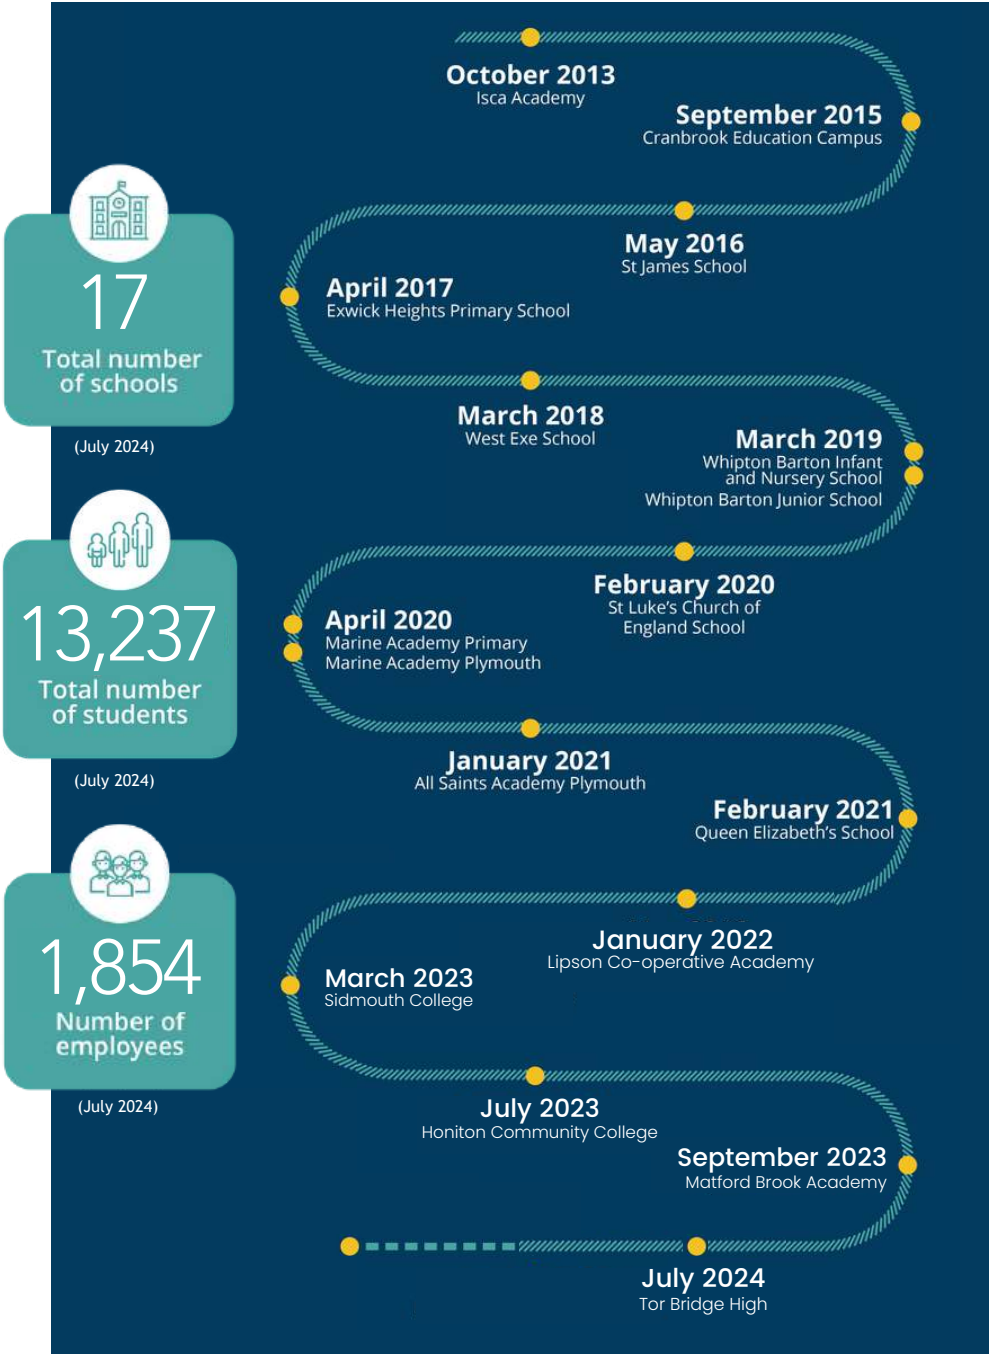 October 2013
Isca Academy
September 2015
Cranbrook Education Campus
May 2016
St James School
April 2017
Exwick Heights Primary School
March 2018
West Exe School
March 2019
Whipton Barton Infant
and Nursery School
Whipton Barton Junior School
February 2020
St Luke's Church of
England School
April 2020
Marine Academy Primary
Marine Academy Plymouth
January 2021
All Saints Academy Plymouth
February 2021
Queen Elizabeth's School
January 2022
Lipson Co-operative Academy
March 2023
Sidmouth College
July 2023
Honiton Community College
September 2023
Matford Brook Academy
July 2024
Tor Bridge High
17
Total number
of schools
(July 2024)
13,237
Total number
of students
(July 2024)
1,854
Number of
employees
(July 2024)